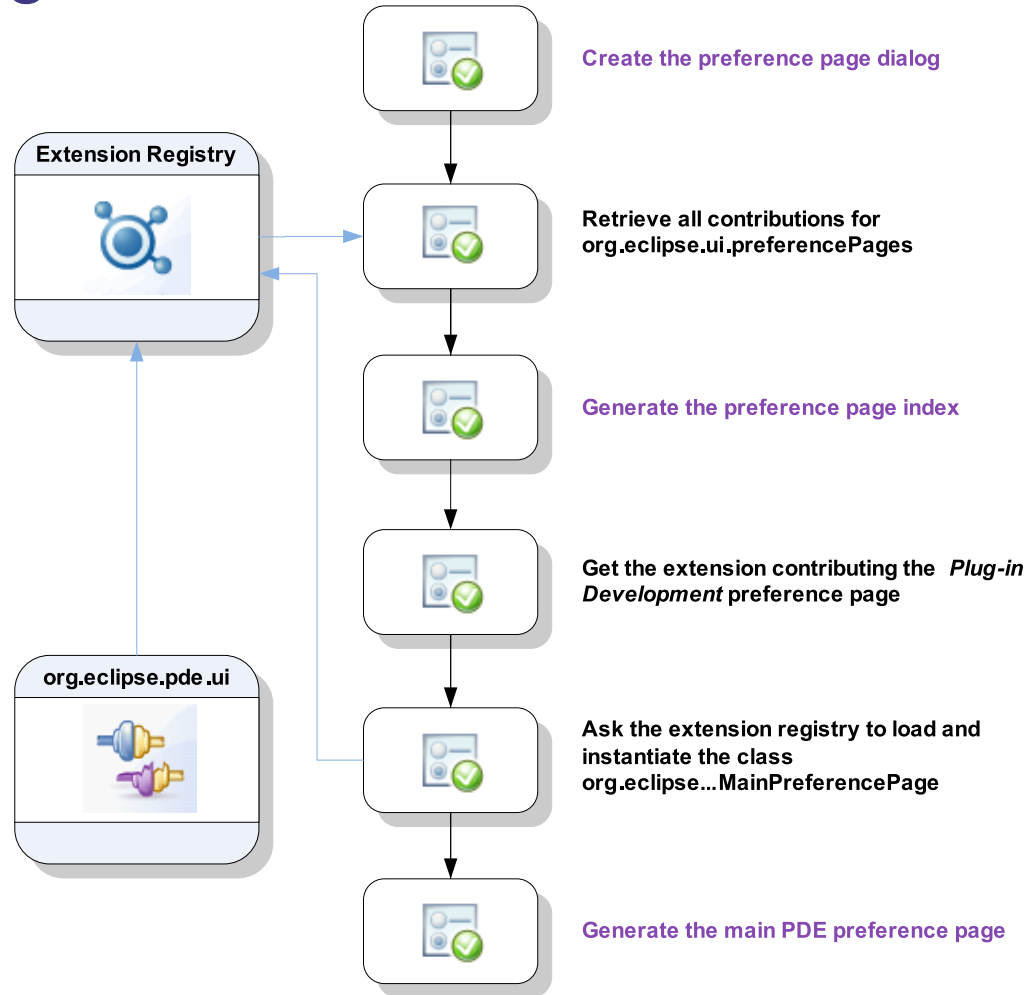 Create the preference page dialog
Extension Registry
Retrieve all contributions for
org.eclipse.ui.preferencePages
Generate the preference page index
Get the extension contributing the Plug-in
Development preference page
org.eclipse.pde.ui
Ask the extension registry to load and
instantiate the class
org.eclipse...MainPreferencePage
Generate the main PDE preference page